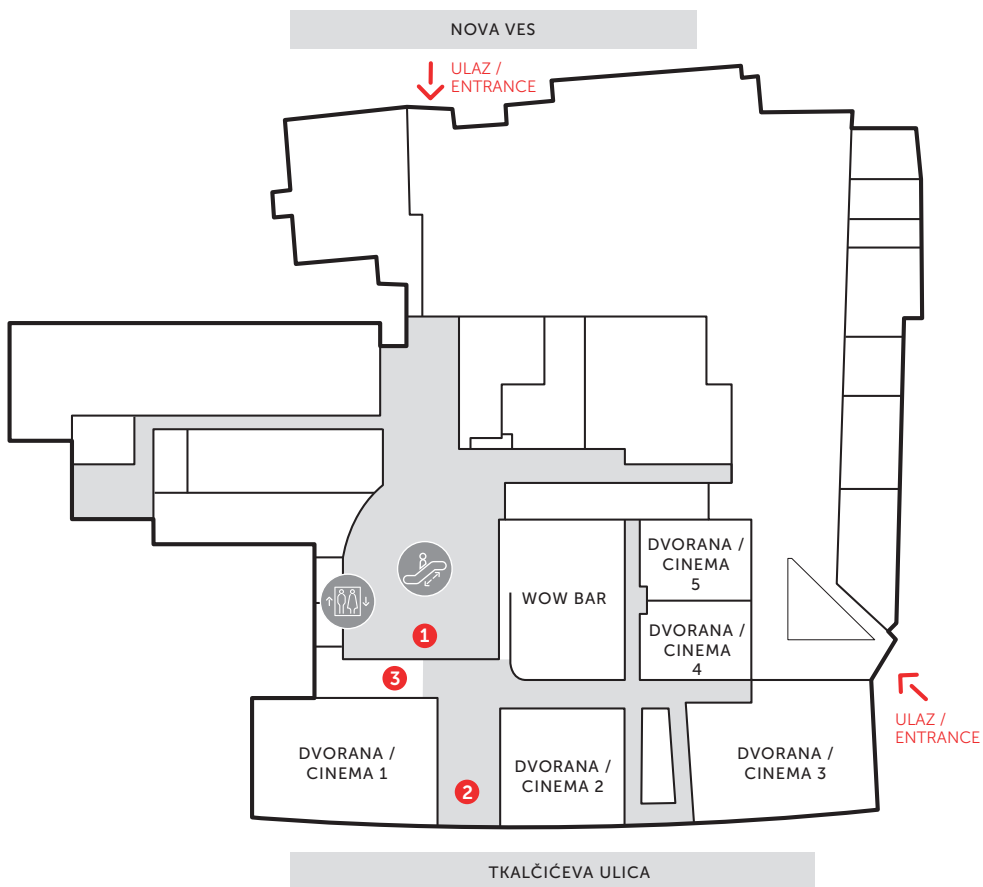 NOVA VES
ULAZ /
ENTRANCE
DVORANA /
CINEMA
5
WOW BAR
DVORANA /
CINEMA
4
1
3
ULAZ /
ENTRANCE
DVORANA /
CINEMA 1
DVORANA /
CINEMA 2
DVORANA /
CINEMA 3
2
TKALČIĆEVA ULICA